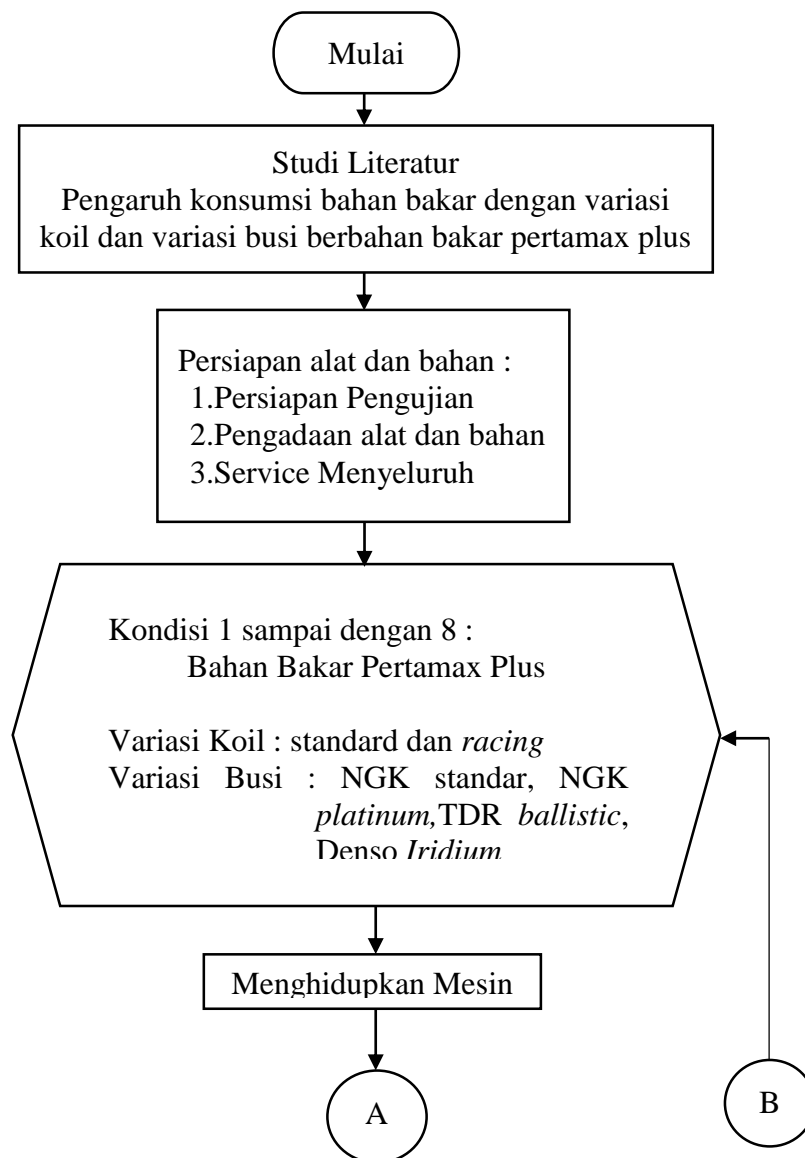 Mulai
Studi Literatur
Pengaruh konsumsi bahan bakar dengan variasi
koil dan variasi busi berbahan bakar pertamax plus
Persiapan alat dan bahan :
1.Persiapan Pengujian
2.Pengadaan alat dan bahan
3.Service Menyeluruh
Kondisi 1 sampai dengan 8 :
Bahan Bakar Pertamax Plus
Variasi Koil : standard dan racing
Variasi Busi : NGK standar, NGK
platinum,TDR ballistic,
Denso Iridium
Menghidupkan Mesin
A
B